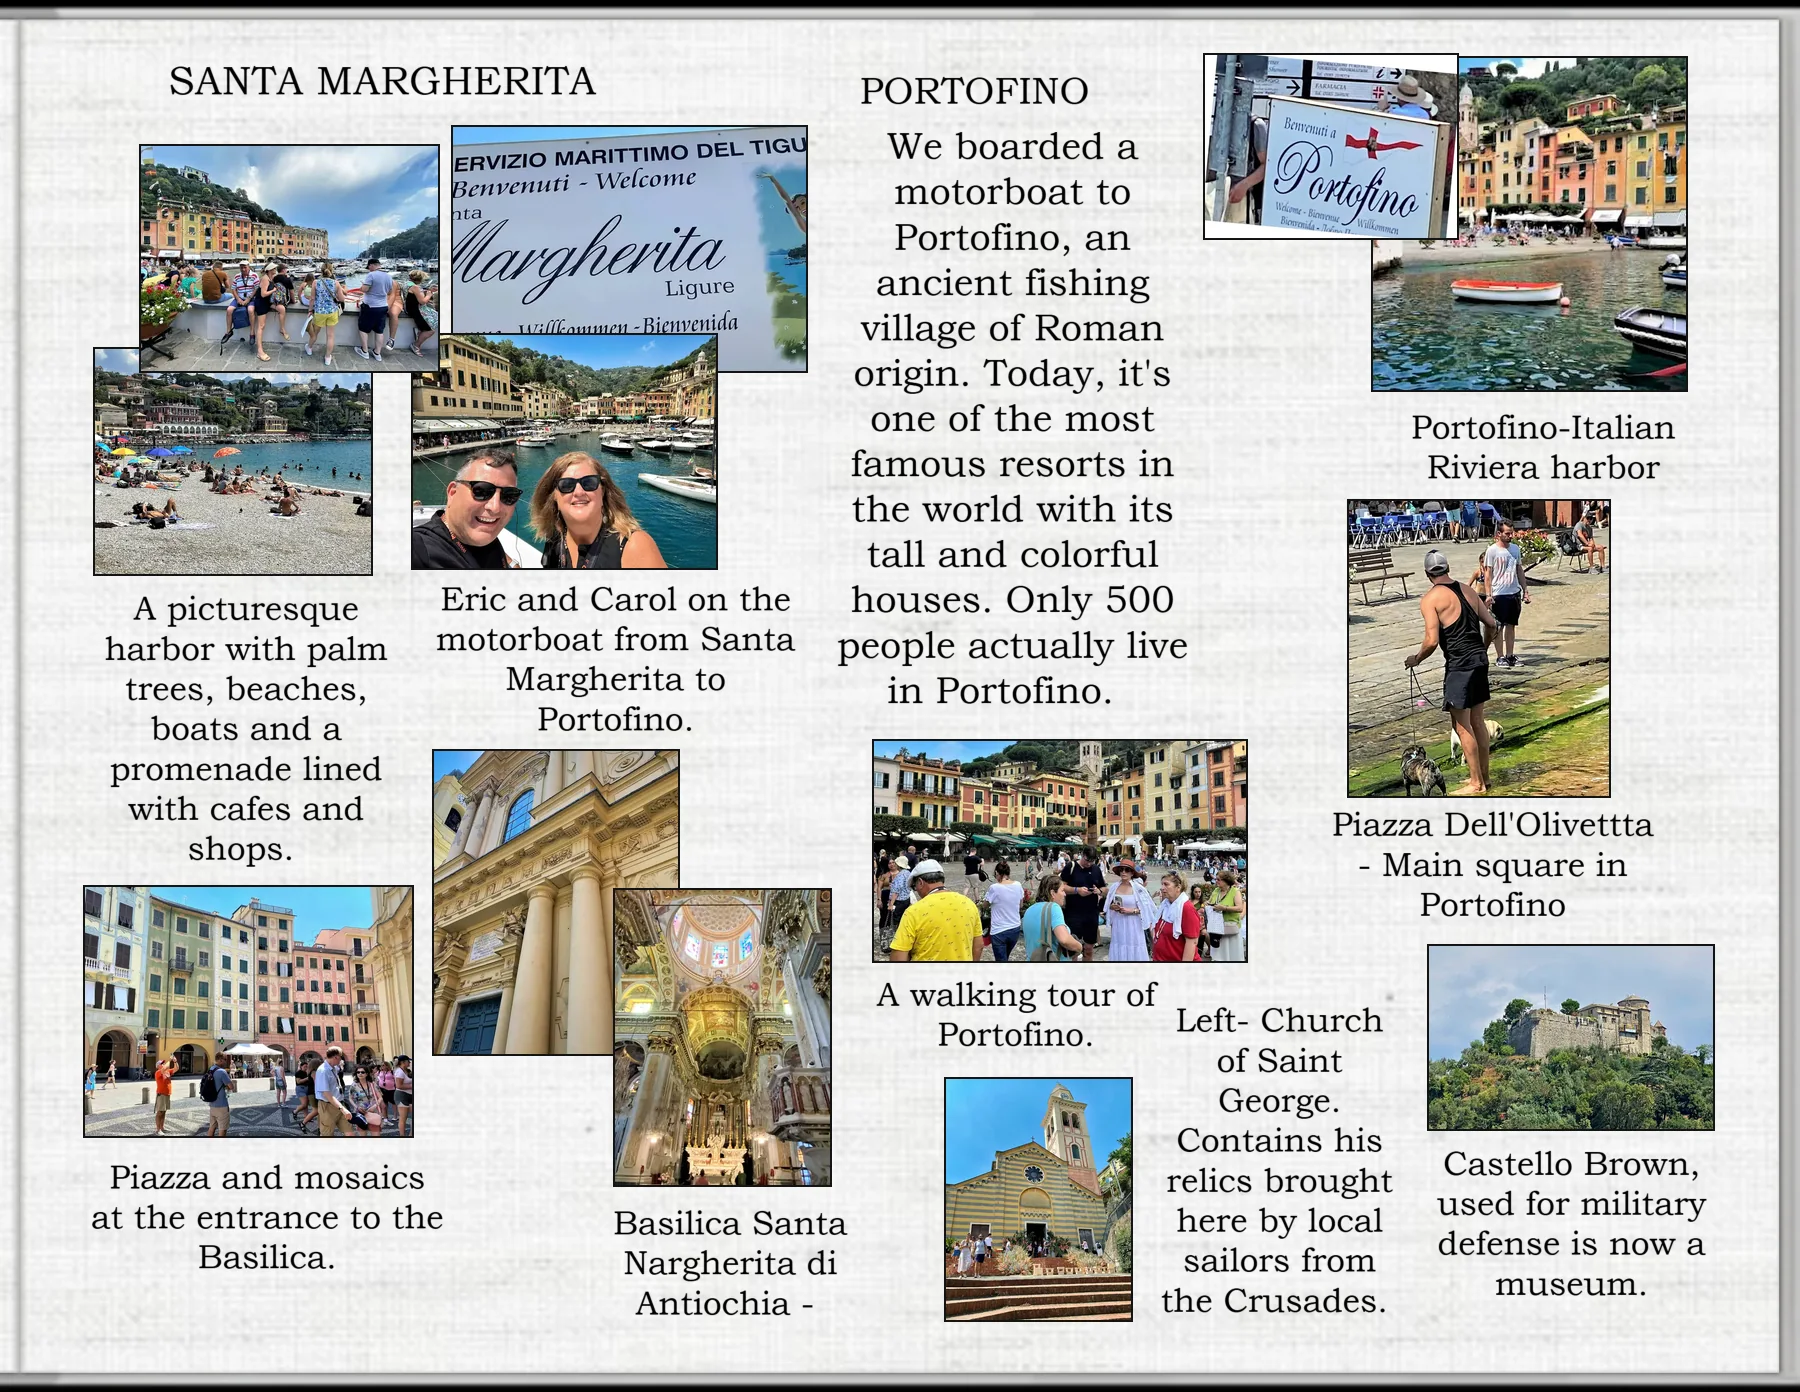 SANTA MARGHERITA
ERVIZIO MARITTIMO DEL TIGU
Benvenuti - Welcome
nta
Margherita
Ligure
Willkommen - Bienvenida
A picturesque
harbor with palm
trees, beaches,
boats and a
promenade lined
with cafes and
shops.
Eric and Carol on the
motorboat from Santa
Margherita to
Portofino.
Piazza and mosaics
at the entrance to the
Basilica.
Basilica Santa
Nargherita di
Antiochia -
PORTOFINO
We boarded a
motorboat to
Portofino, an
ancient fishing
village of Roman
origin. Today, it's
one of the most
famous resorts in
the world with its
tall and colorful
houses. Only 500
people actually live
in Portofino.
FARMACIA
Benvenuti a
Portofino
Welcome - Bienvenue Willkommen
Bienvenida
Portofino-Italian
Riviera harbor
Piazza Dell'Olivettta
- Main square in
Portofino
A walking tour of
Portofino.
Left- Church
of Saint
George.
Contains his
relics brought
here by local
sailors from
the Crusades.
Castello Brown,
used for military
defense is now a
museum.